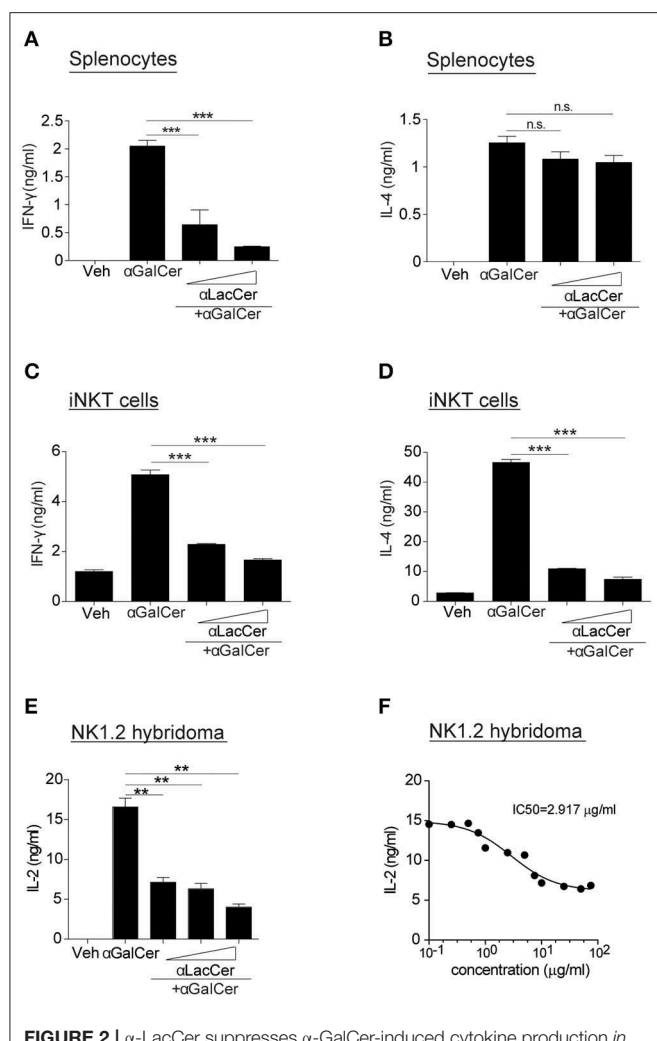 A
Splenocytes
***
***
IFN-γ(ng/ml)
2.5
2
1.5
1
0.5
0
Veh
αGalCer
αLacCer
+αGalCer
B
Splenocytes
n.s.
n.s.
IL-4 (ng/ml)
1.5
1
0.5
0
Veh
αGalCer
αLacCer
+αGalCer
C
iNKT cells
***
***
IFN-γ(ng/ml)
6
4
2
0
Veh
αGalCer
αLacCer
+αGalCer
D
iNKT cells
***
***
IL-4 (ng/ml)
50
40
30
20
10
0
Veh
αGalCer
αLacCer
+αGalCer
E
NK1.2 hybridoma
**
**
**
IL-2 (ng/ml)
20
15
10
5
0
Veh αGalCer
αLacCer
+αGalCer
F
NK1.2 hybridoma
IC50=2.917 μg/ml
IL-2 (ng/ml)
20
15
10
5
0
10-1 100 101 102
concentration (μg/ml)
FIGURE 2 | α-LacCer suppresses α-GalCer-induced cytokine production in